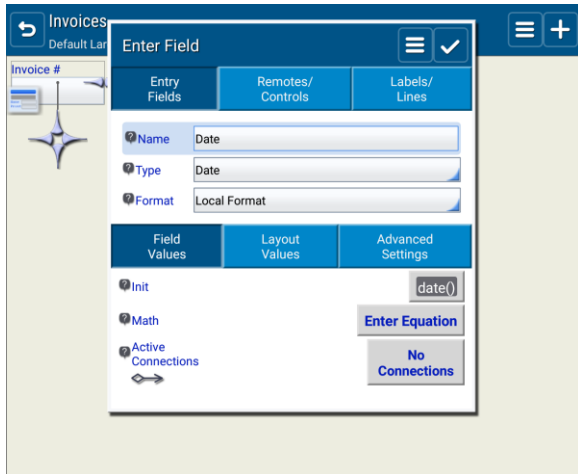 Invoices
Default Lar
Invoice #
Enter Field
Entry
Fields
Remotes/
Controls
Labels/
Lines
Name
Date
Type
Date
Format
Local Format
Field
Values
Layout
Values
Advanced
Settings
Init
date()
Math
Enter Equation
Active
Connections
No
Connections